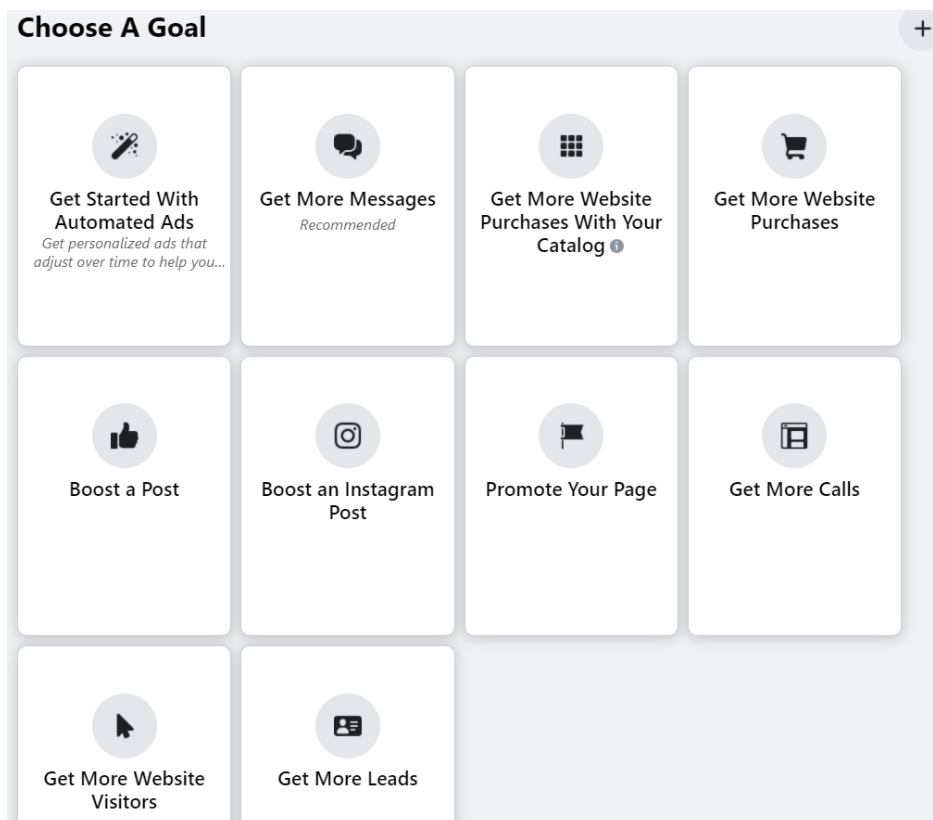 Choose A Goal
Get Started With
Automated Ads
Get personalized ads that
adjust over time to help you...
Get More Messages
Recommended
Get More Website
Purchases With Your
Catalog
Get More Website
Purchases
Boost a Post
Boost an Instagram
Post
Promote Your Page
Get More Calls
Get More Website
Visitors
Get More Leads